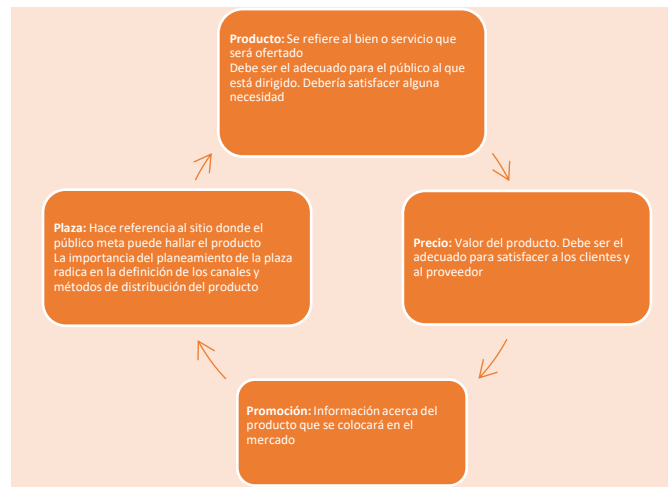 Producto: Se refiere al bien o servicio que
será ofertado
Debe ser el adecuado para el público al que
está dirigido. Debería satisfacer alguna
necesidad
Precio: Valor del producto. Debe ser el
adecuado para satisfacer a los clientes y
al proveedor
Promoción: Información acerca del
producto que se colocará en el
mercado
Plaza: Hace referencia al sitio donde el
público meta puede hallar el producto
La importancia del planeamiento de la plaza
radica en la definición de los canales y
métodos de distribución del producto